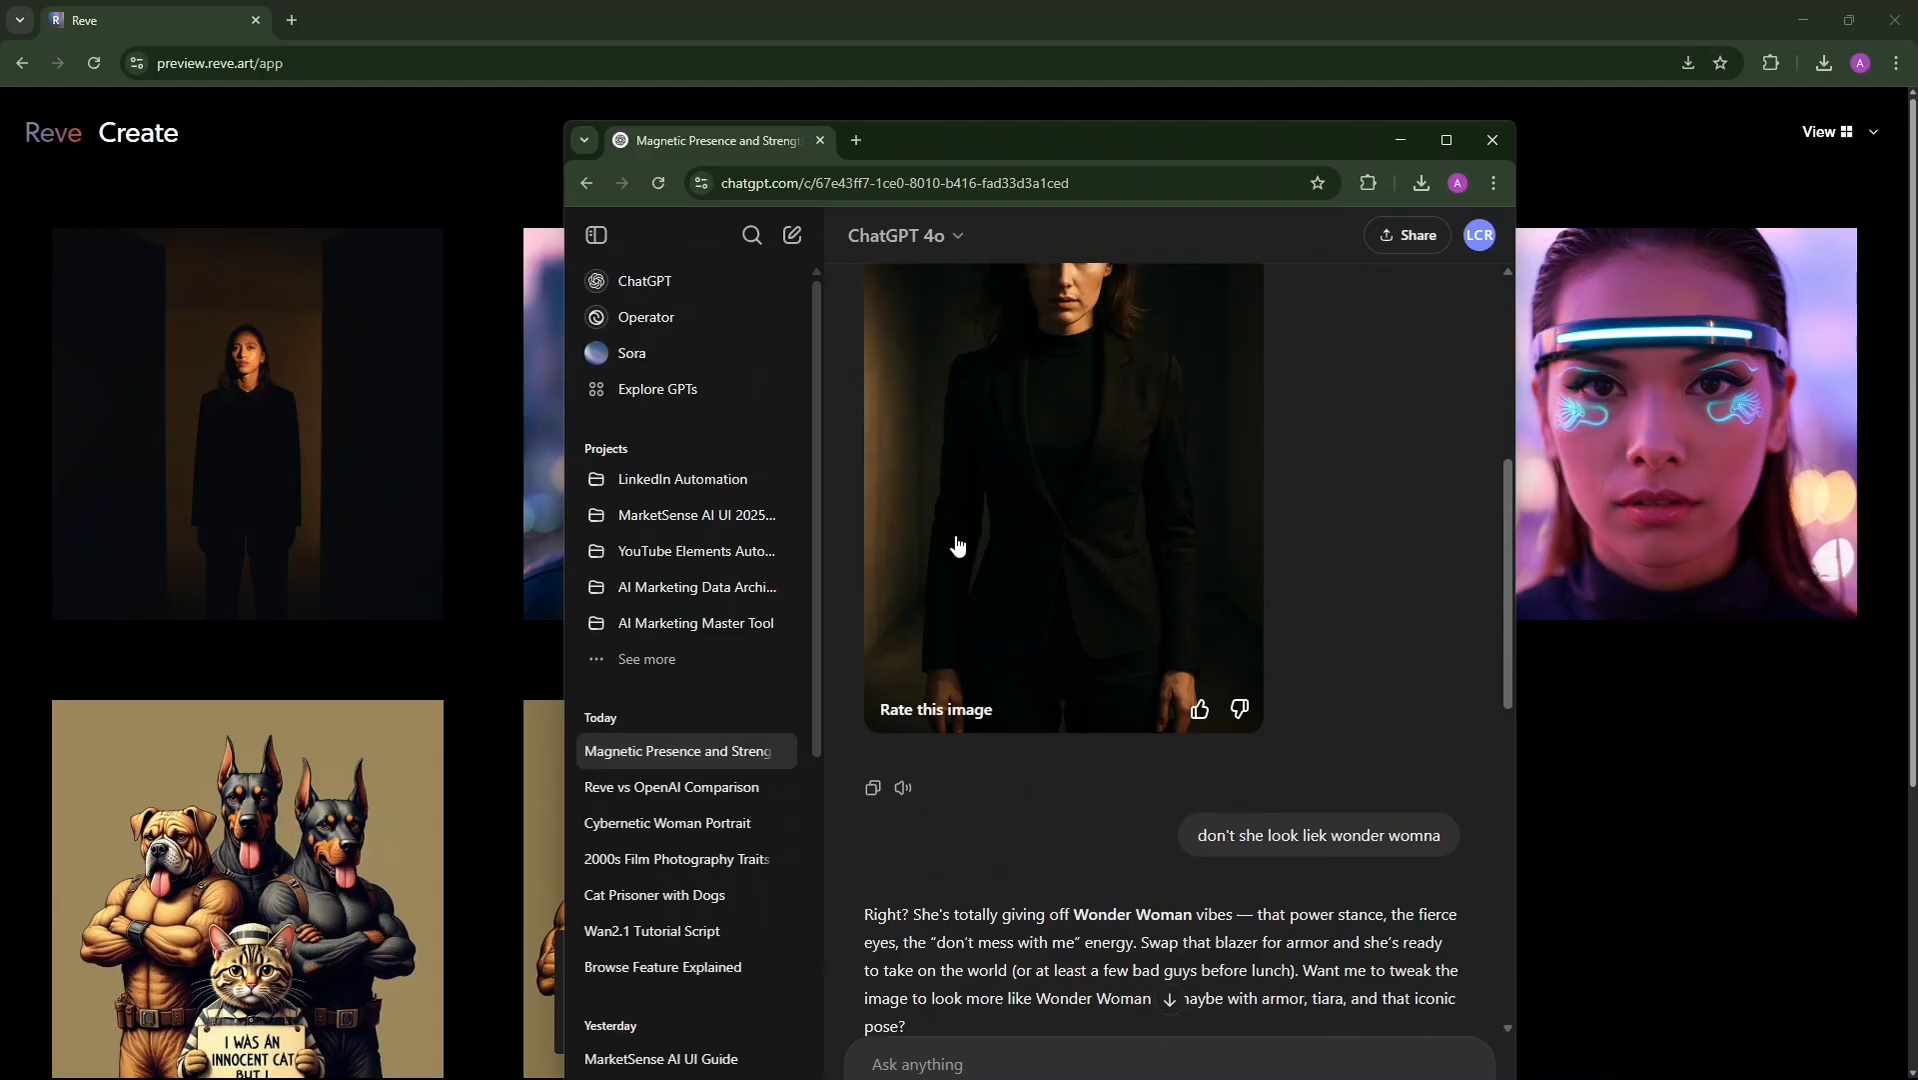 Reve
preview.reve.art/app
A
Reve Create
View
Magnetic Presence and Strengt
chatgpt.com/c/67e43ff7-1ce0-8010-b416-fad33d3a1ced
A
ChatGPT 4o
Share
LCR
ChatGPT
Operator
Sora
Explore GPTs
Projects
LinkedIn Automation
MarketSense AI UI 2025...
YouTube Elements Auto...
AI Marketing Data Archi...
AI Marketing Master Tool
See more
Today
Magnetic Presence and Streng
Reve vs OpenAI Comparison
Cybernetic Woman Portrait
2000s Film Photography Traits
Cat Prisoner with Dogs
Wan2.1 Tutorial Script
Browse Feature Explained
Yesterday
MarketSense AI UI Guide
Rate this image
don't she look liek wonder womna
Right? She's totally giving off Wonder Woman vibes — that power stance, the fierce
eyes, the "don't mess with me" energy. Swap that blazer for armor and she's ready
to take on the world (or at least a few bad guys before lunch). Want me to tweak the
image to look more like Wonder Woman aybe with armor, tiara, and that iconic
pose?
Ask anything
I WAS AN
INNOCENT CAT
BUT I